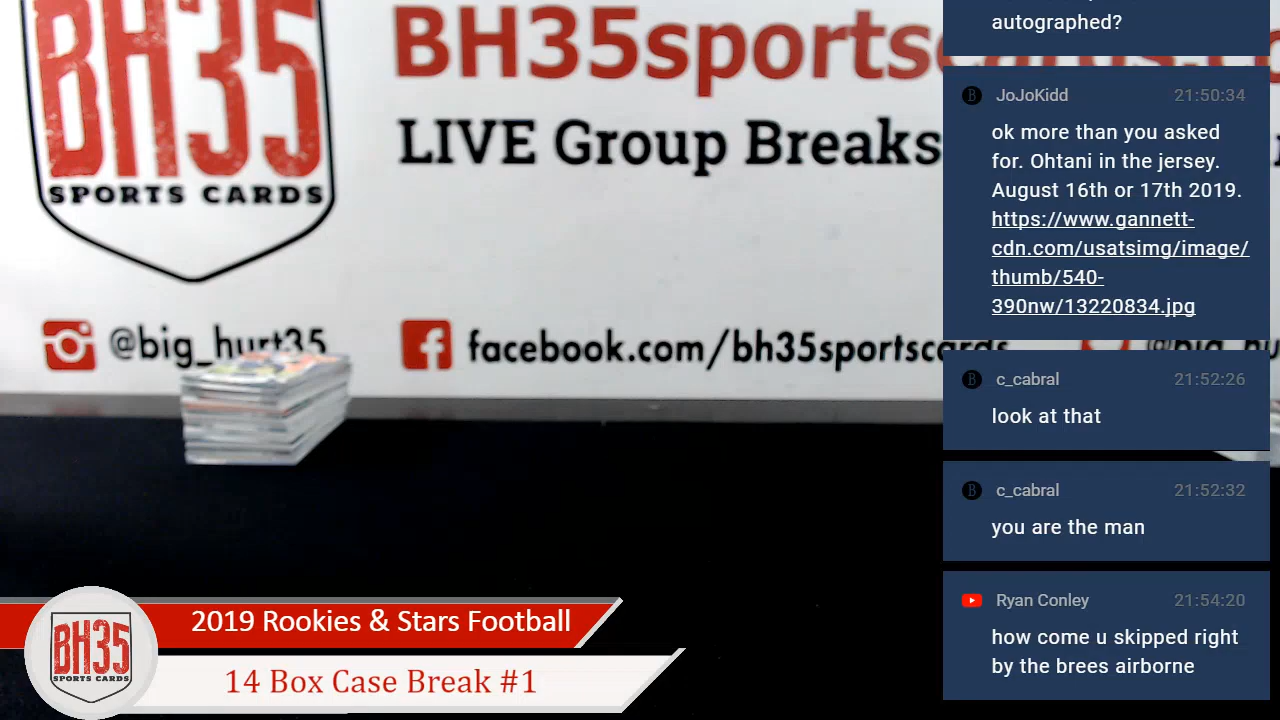 BH35
SPORTS CARDS
BH35sportscards.c
LIVE Group Breaks
@big_hurt35
facebook.com/bh35sportscards
@big_hu
autographed?
JoJoKidd 21:50:34
ok more than you asked
for. Ohtani in the jersey.
August 16th or 17th 2019.
https://www.gannett-
cdn.com/usatsimg/image/
thumb/540-
390nw/13220834.jpg
c_cabral 21:52:26
look at that
c_cabral 21:52:32
you are the man
Ryan Conley 21:54:20
how come u skipped right
by the brees airborne
BH35
SPORTS CARDS
2019 Rookies & Stars Football
14 Box Case Break #1